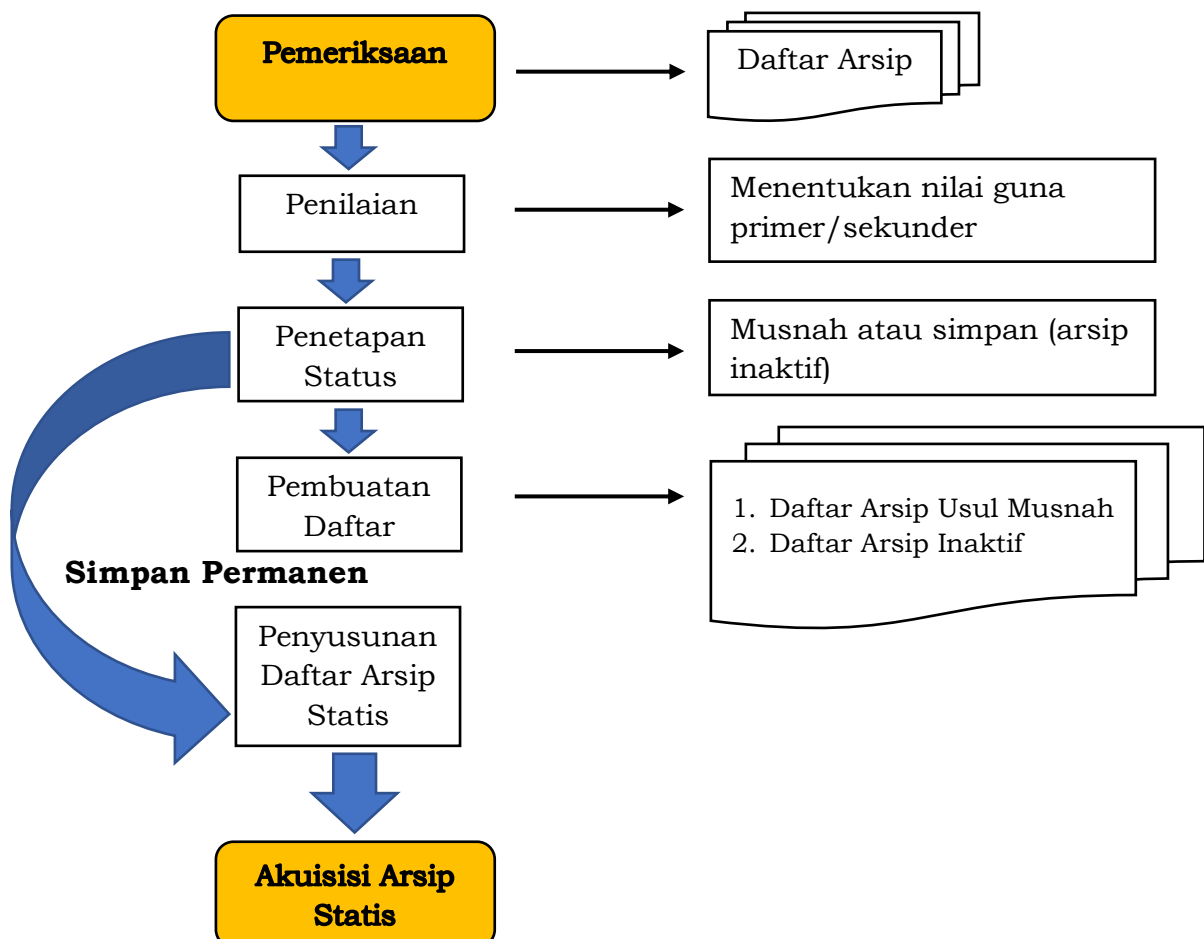 Pemeriksaan
Daftar Arsip
Penilaian
Menentukan nilai guna
primer/sekunder
Penetapan
Status
Musnah atau simpan (arsip
inaktif)
Pembuatan
Daftar
1. Daftar Arsip Usul Musnah
2. Daftar Arsip Inaktif
Simpan Permanen
Penyusunan
Daftar Arsip
Statis
Akuisisi Arsip
Statis